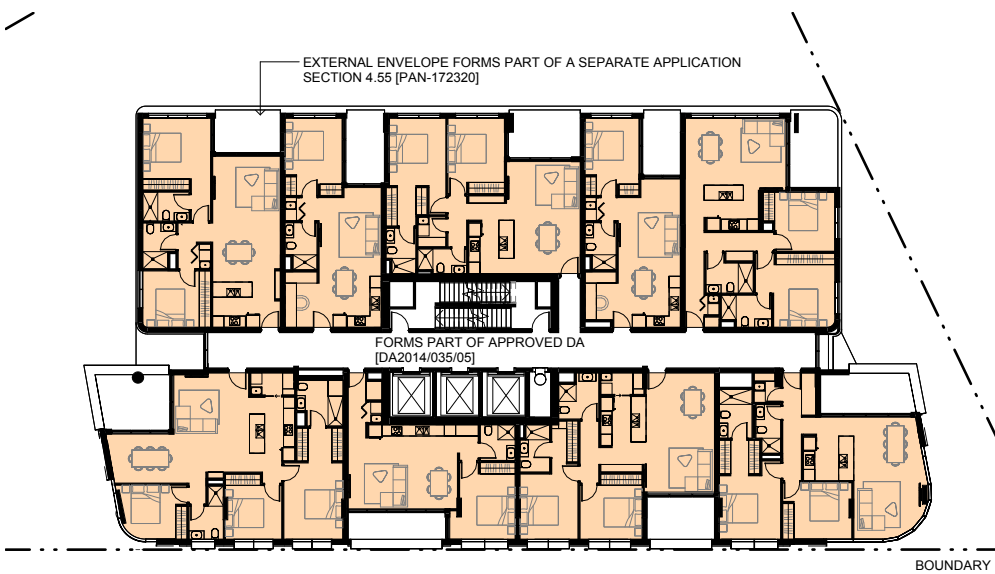 EXTERNAL ENVELOPE FORMS PART OF A SEPARATE APPLICATION
SECTION 4.55 [PAN-172320]
FORMS PART OF APPROVED DA
[DA2014/035/05]
BOUNDARY